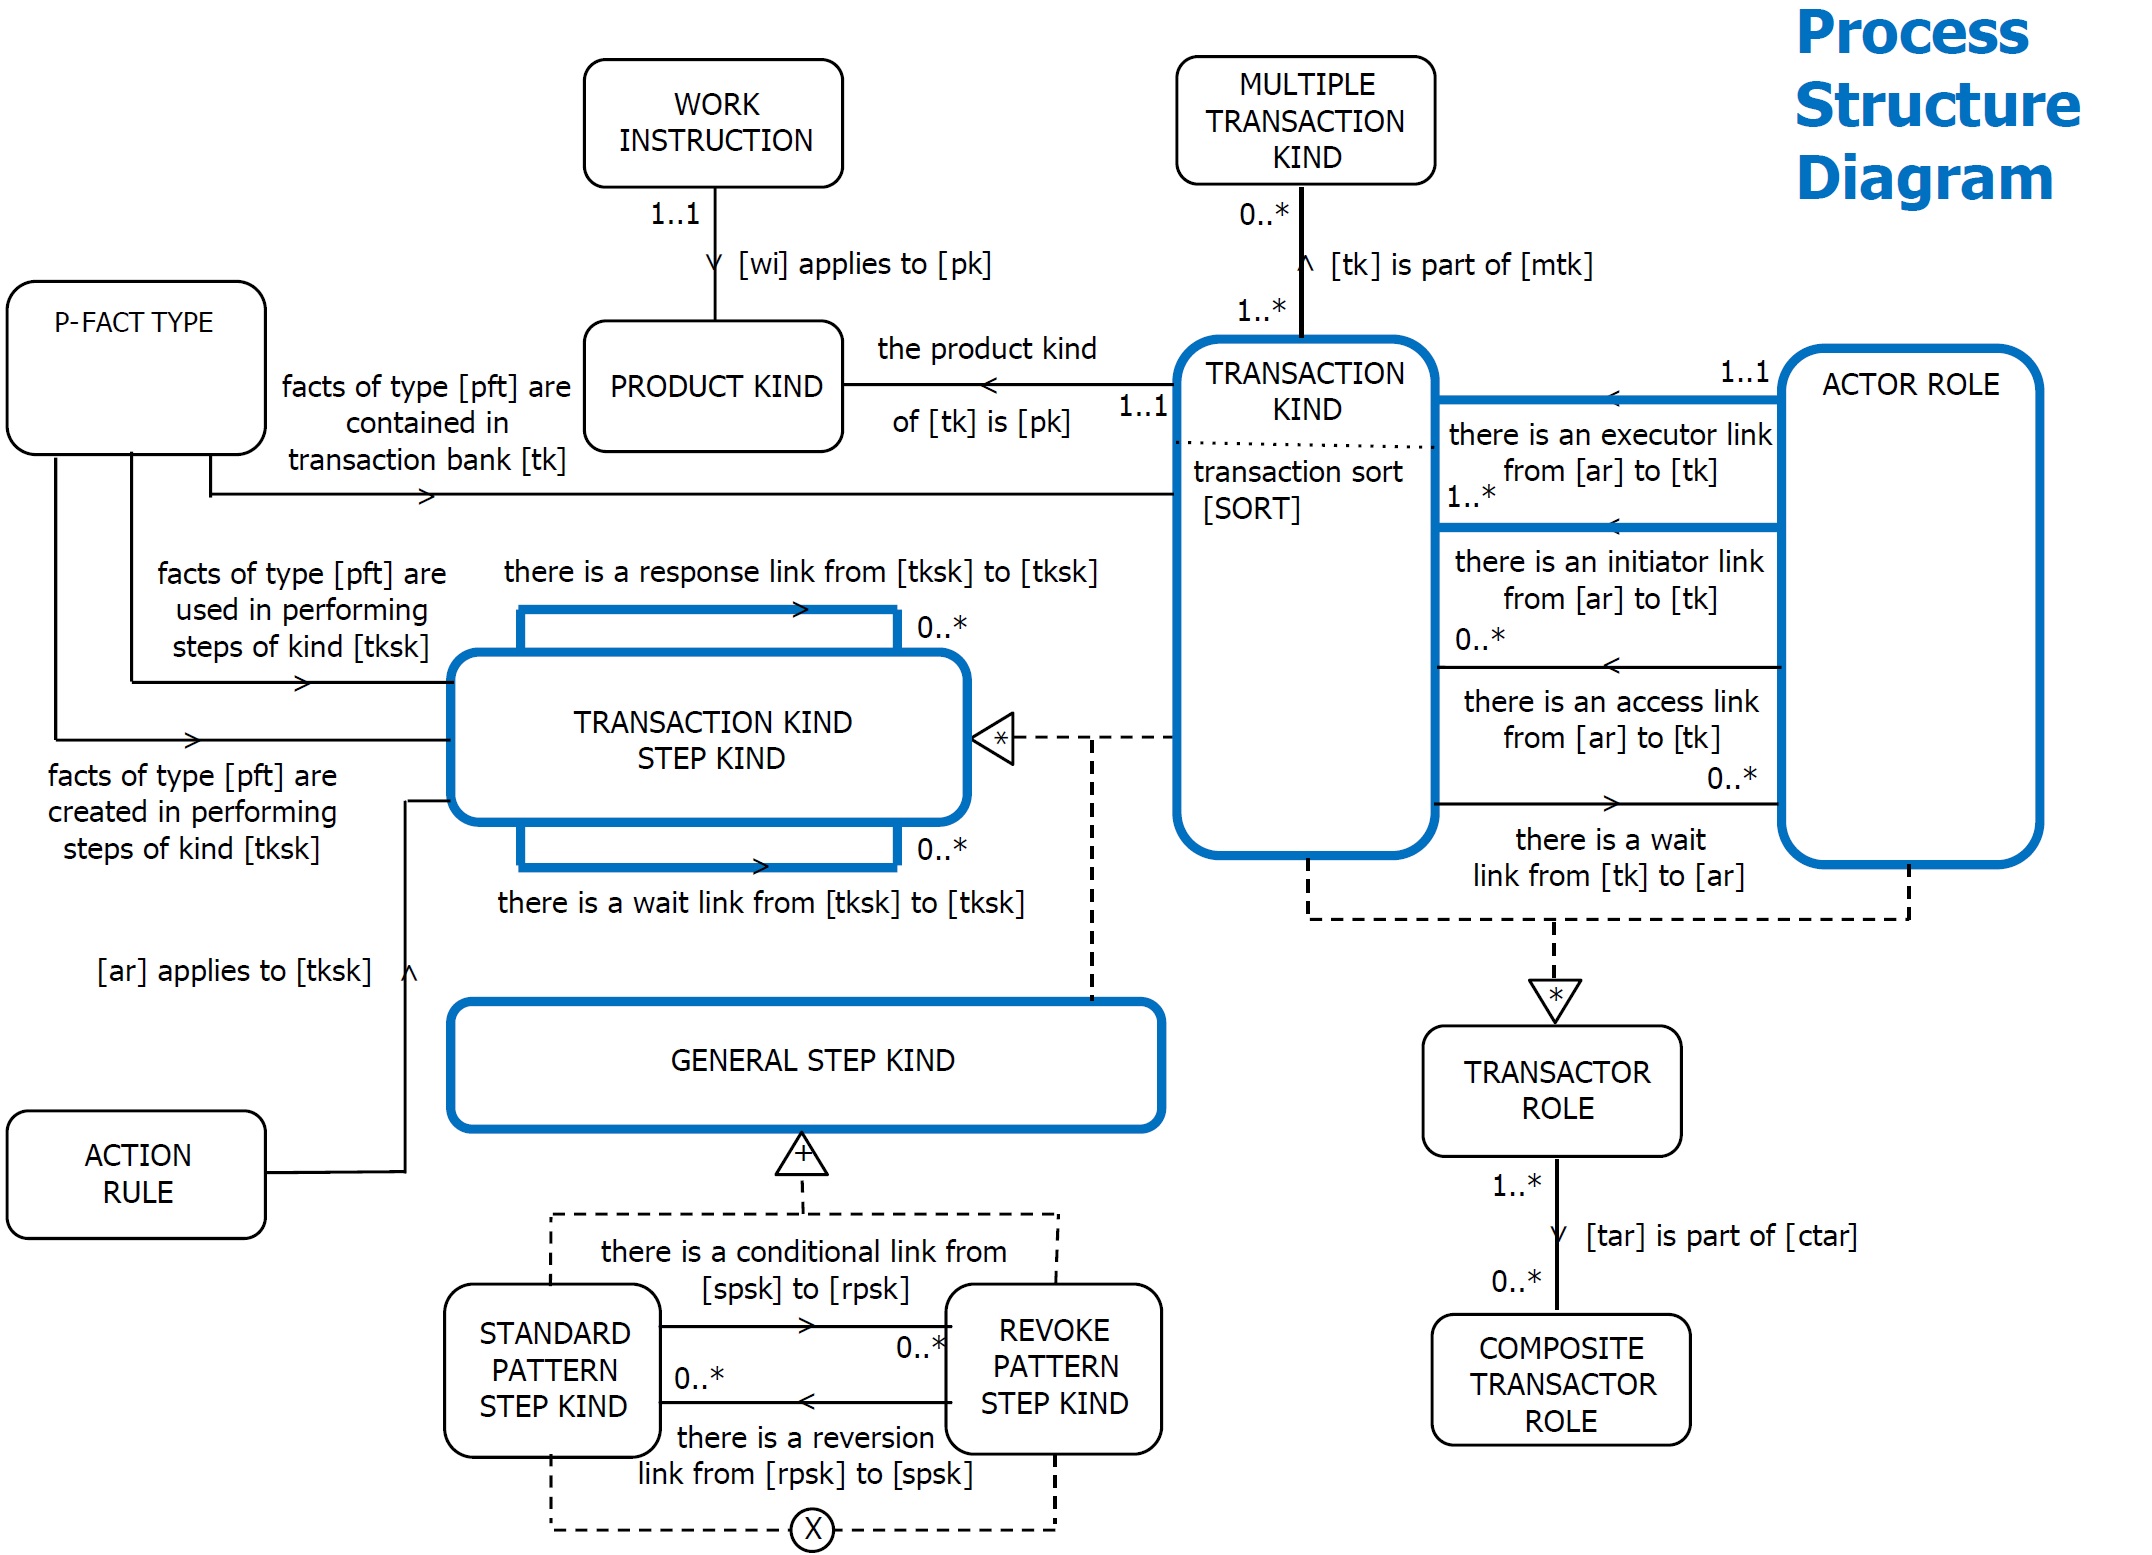 Process
Structure
Diagram
WORK
INSTRUCTION
MULTIPLE
TRANSACTION
KIND
1..1
[wi] applies to [pk]
0..*
[tk] is part of [mtk]
1..*
P-FACT TYPE
PRODUCT KIND
the product kind
of [tk] is [pk]
1..1
TRANSACTION
KIND
transaction sort
[SORT]
1..1
ACTOR ROLE
there is an executor link
from [ar] to [tk]
1..*
there is an initiator link
from [ar] to [tk]
0..*
there is an access link
from [ar] to [tk]
0..*
there is a wait
link from [tk] to [ar]
facts of type [pft] are
contained in
transaction bank [tk]
facts of type [pft] are
used in performing
steps of kind [tksk]
there is a response link from [tksk] to [tksk]
0..*
TRANSACTION KIND
STEP KIND
*
facts of type [pft] are
created in performing
steps of kind [tksk]
0..*
there is a wait link from [tksk] to [tksk]
[ar] applies to [tksk]
GENERAL STEP KIND
*
TRANSACTOR
ROLE
ACTION
RULE
+
1..*
[tar] is part of [ctar]
0..*
there is a conditional link from
[spsk] to [rpsk]
STANDARD
PATTERN
STEP KIND
0..*
0..*
REVOKE
PATTERN
STEP KIND
there is a reversion
link from [rpsk] to [spsk]
COMPOSITE
TRANSACTOR
ROLE
X